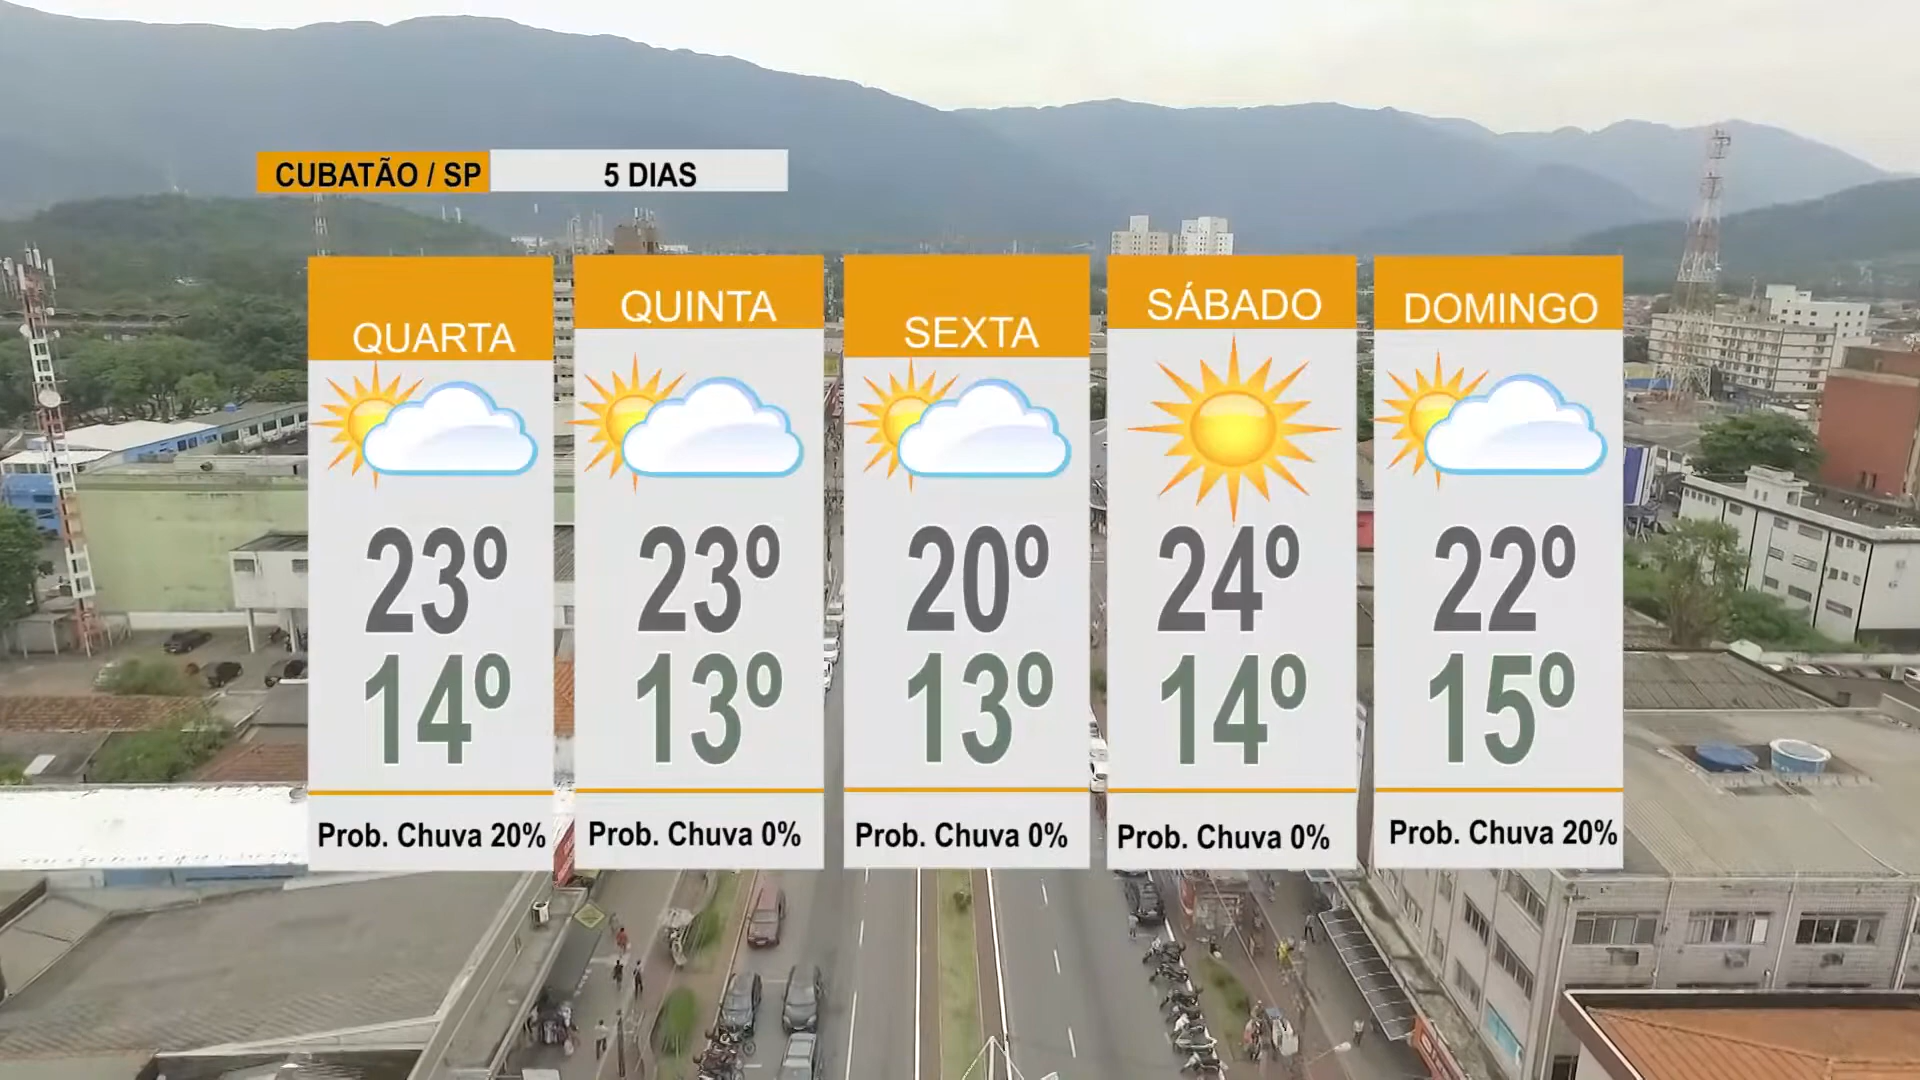 CUBATÃO / SP
5 DIAS
QUARTA
23º
14º
Prob. Chuva 20%
QUINTA
23º
13º
Prob. Chuva 0%
SEXTA
20º
13º
Prob. Chuva 0%
SÁBADO
24º
14º
Prob. Chuva 0%
DOMINGO
22º
15º
Prob. Chuva 20%